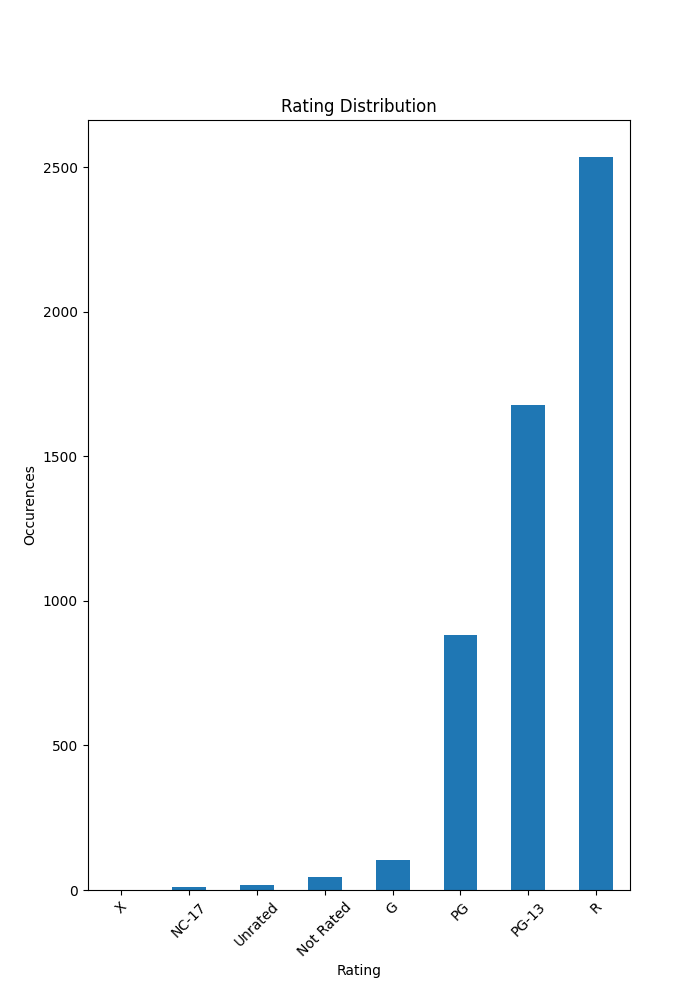 Rating Distribution
Occurences
2500
2000
1500
1000
500
0
X
NC-17
Unrated
Not Rated
G
PG
PG-13
R
Rating